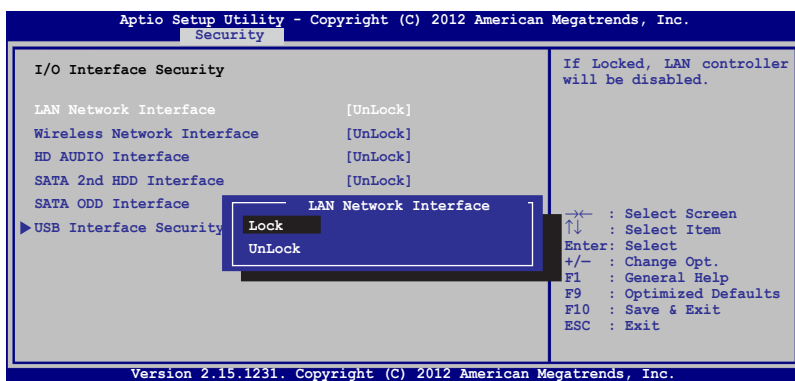 Aptio Setup Utility - Copyright (C) 2012 American Megatrends, Inc.
Security
I/O Interface Security
LAN Network Interface [UnLock]
Wireless Network Interface [UnLock]
HD AUDIO Interface [UnLock]
SATA 2nd HDD Interface [UnLock]
SATA ODD Interface
USB Interface Security
LAN Network Interface
Lock
UnLock
If Locked, LAN controller
will be disabled.
→← : Select Screen
↑↓ : Select Item
Enter: Select
+/— : Change Opt.
F1 : General Help
F9 : Optimized Defaults
F10 : Save & Exit
ESC : Exit
Version 2.15.1231. Copyright (C) 2012 American Megatrends, Inc.